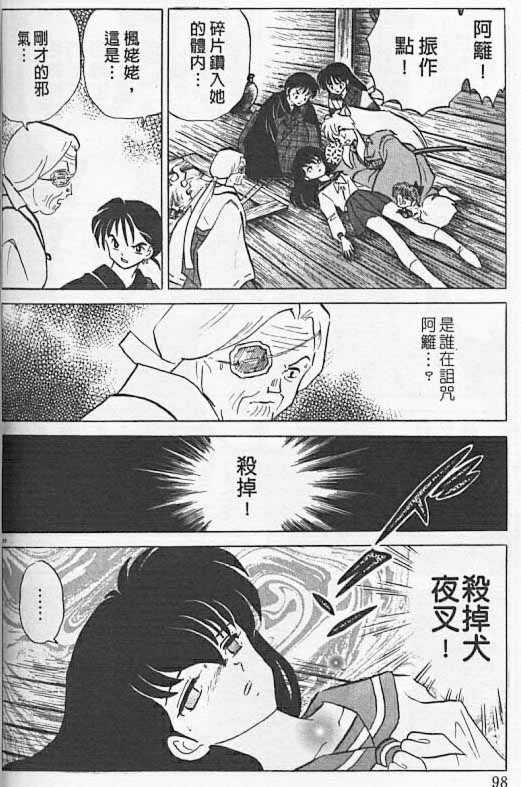 阿籬！
振作
點！
碎片鑽入她
的體內…
楓姥姥，
這是…
剛才的邪
氣…
是誰在詛咒
阿籬…？
殺掉！
殺掉犬
夜叉！
……
98